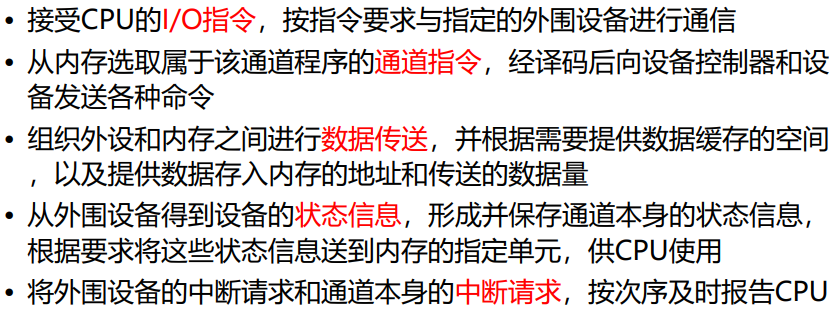 • 接受CPU的I/O指令，按指令要求与指定的外围设备进行通信
• 从内存选取属于该通道程序的通道指令，经译码后向设备控制器和设
备发送各种命令
• 组织外设和内存之间进行数据传送，并根据需要提供数据缓存的空间
，以及提供数据存入内存的地址和传送的数据量
• 从外围设备得到设备的状态信息，形成并保存通道本身的状态信息，
根据要求将这些状态信息送到内存的指定单元，供CPU使用
• 将外围设备的中断请求和通道本身的中断请求，按次序及时报告CPU